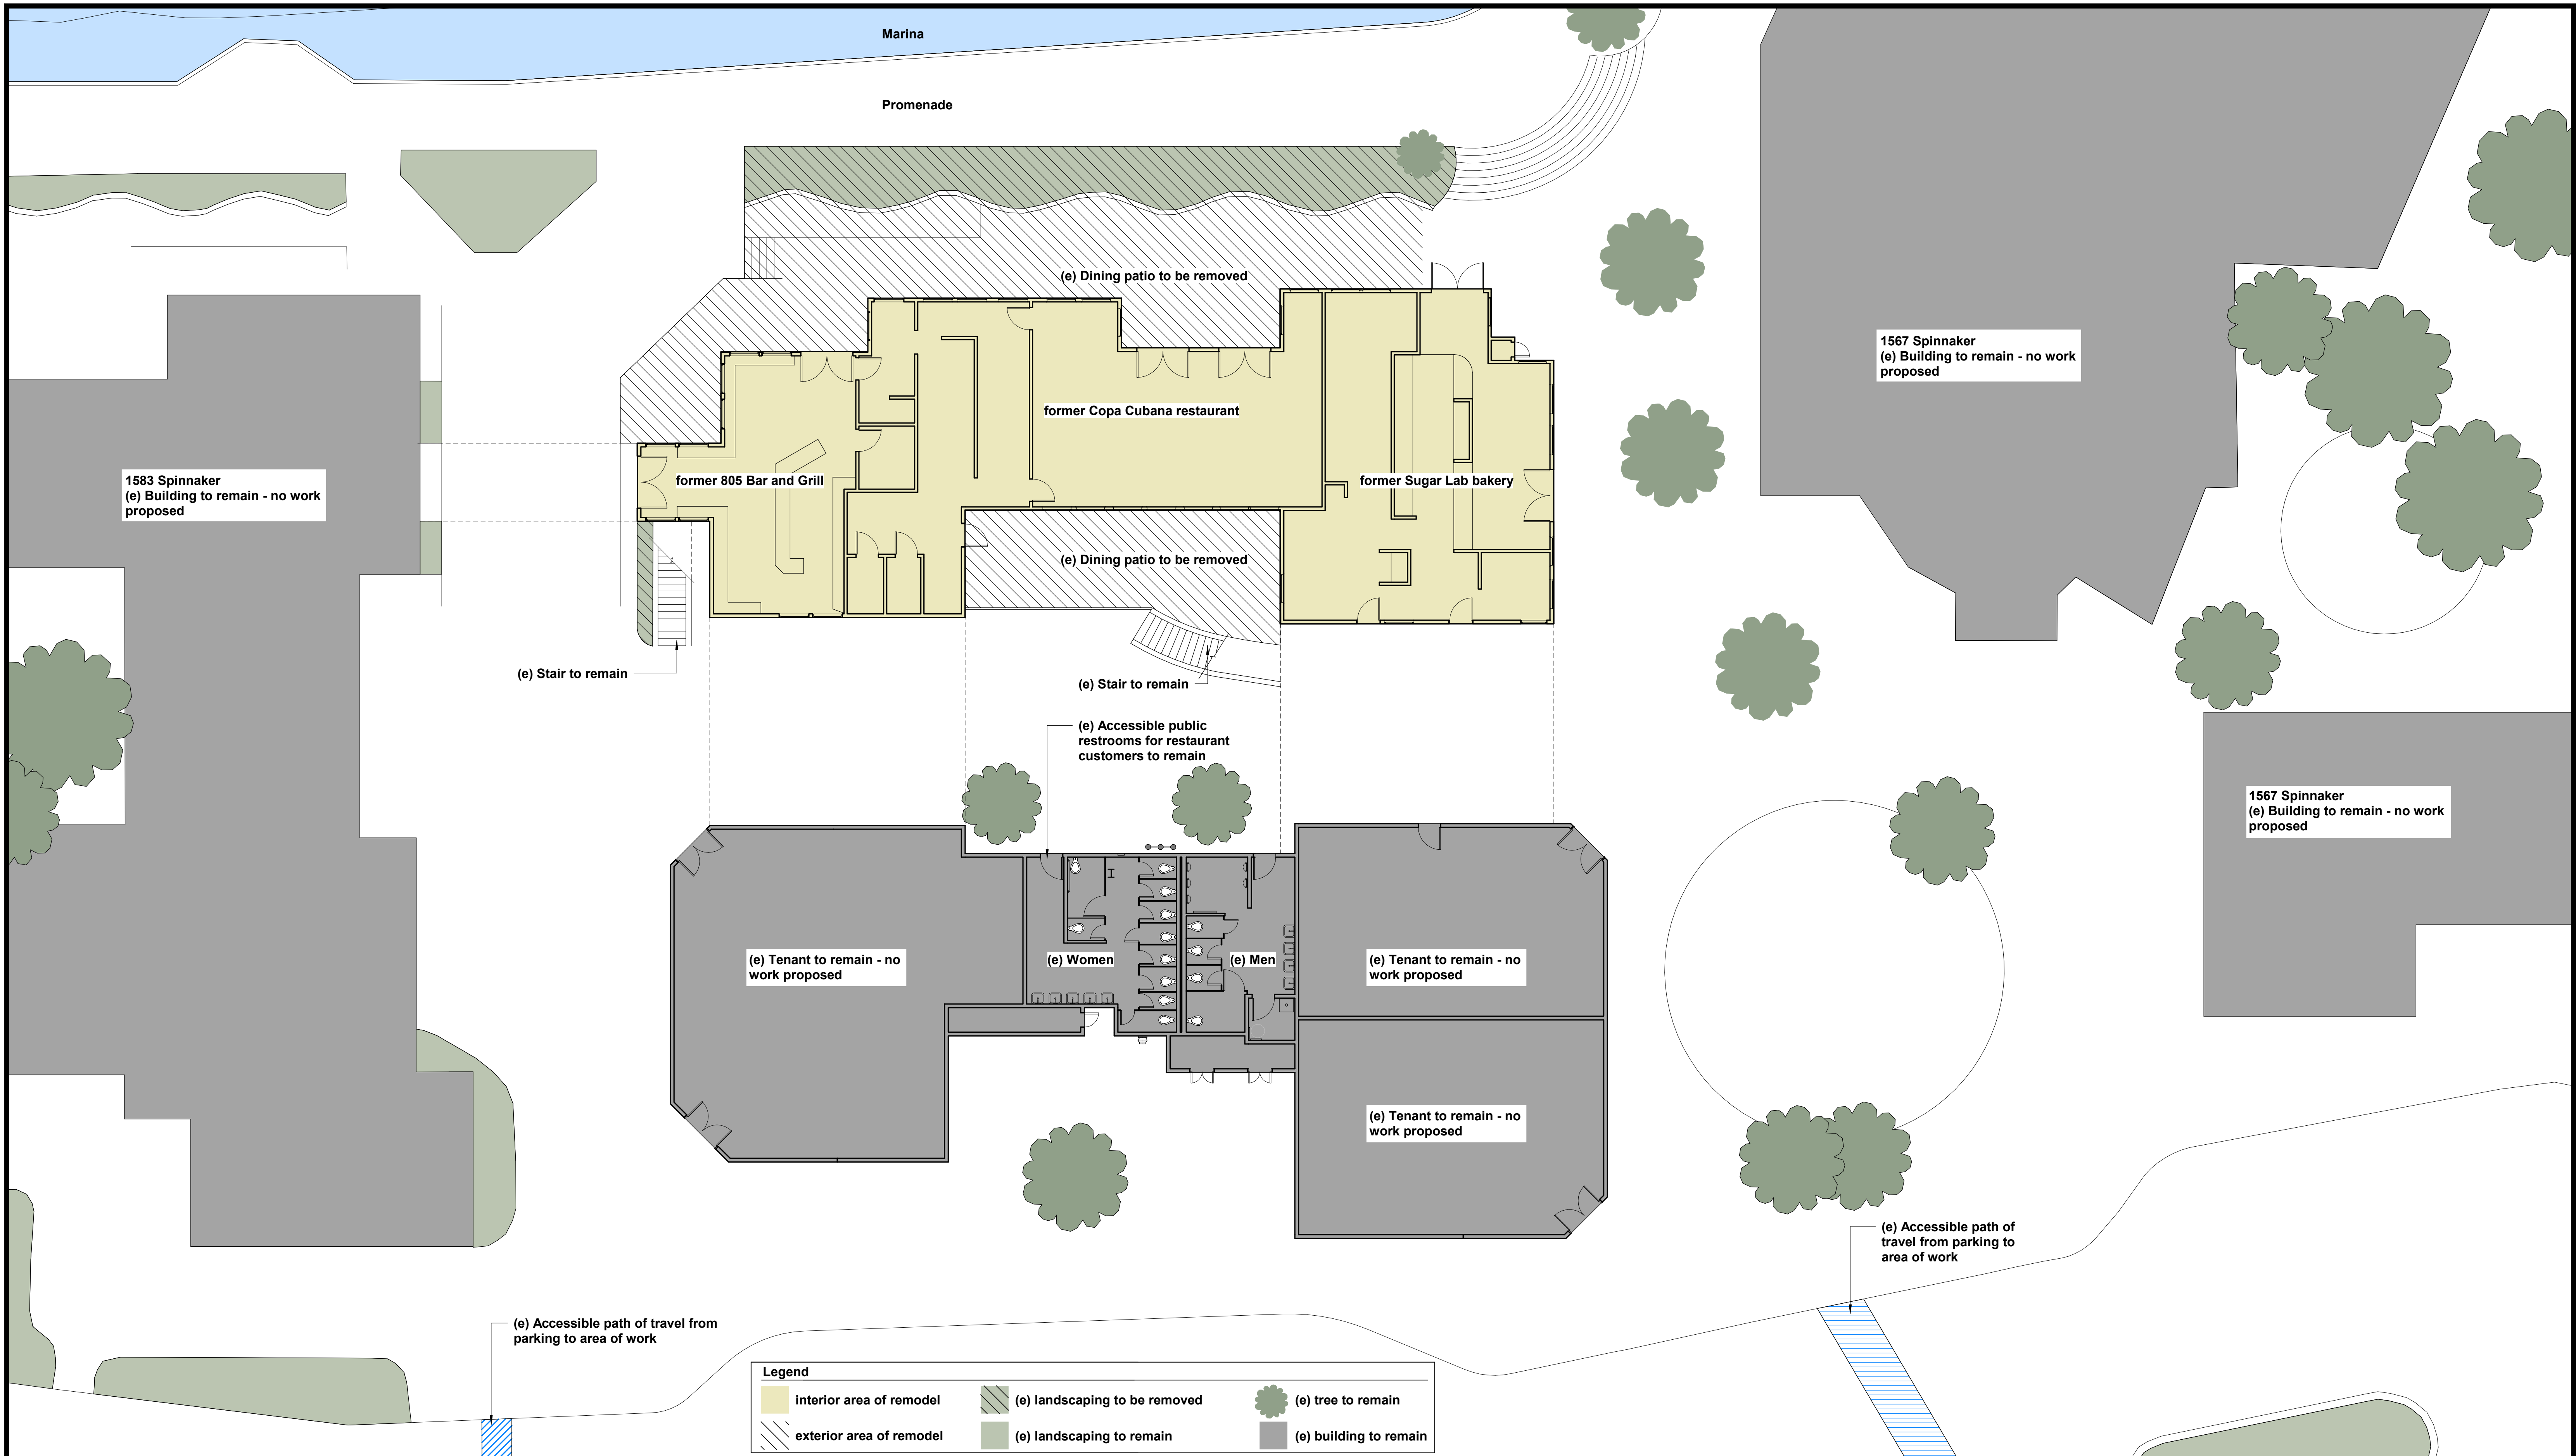 Marina
Promenade
(e) Dining patio to be removed
1567 Spinnaker
(e) Building to remain - no work
proposed
former Copa Cubana restaurant
1583 Spinnaker
(e) Building to remain - no work
proposed
former 805 Bar and Grill
former Sugar Lab bakery
(e) Dining patio to be removed
(e) Stair to remain
(e) Stair to remain
(e) Accessible public
restrooms for restaurant
customers to remain
1567 Spinnaker
(e) Building to remain - no work
proposed
(e) Tenant to remain - no
work proposed
(e) Women
(e) Men
(e) Tenant to remain - no
work proposed
(e) Tenant to remain - no
work proposed
(e) Accessible path of
travel from parking to
area of work
(e) Accessible path of travel from
parking to area of work
Legend
interior area of remodel
(e) landscaping to be removed
(e) tree to remain
exterior area of remodel
(e) landscaping to remain
(e) building to remain